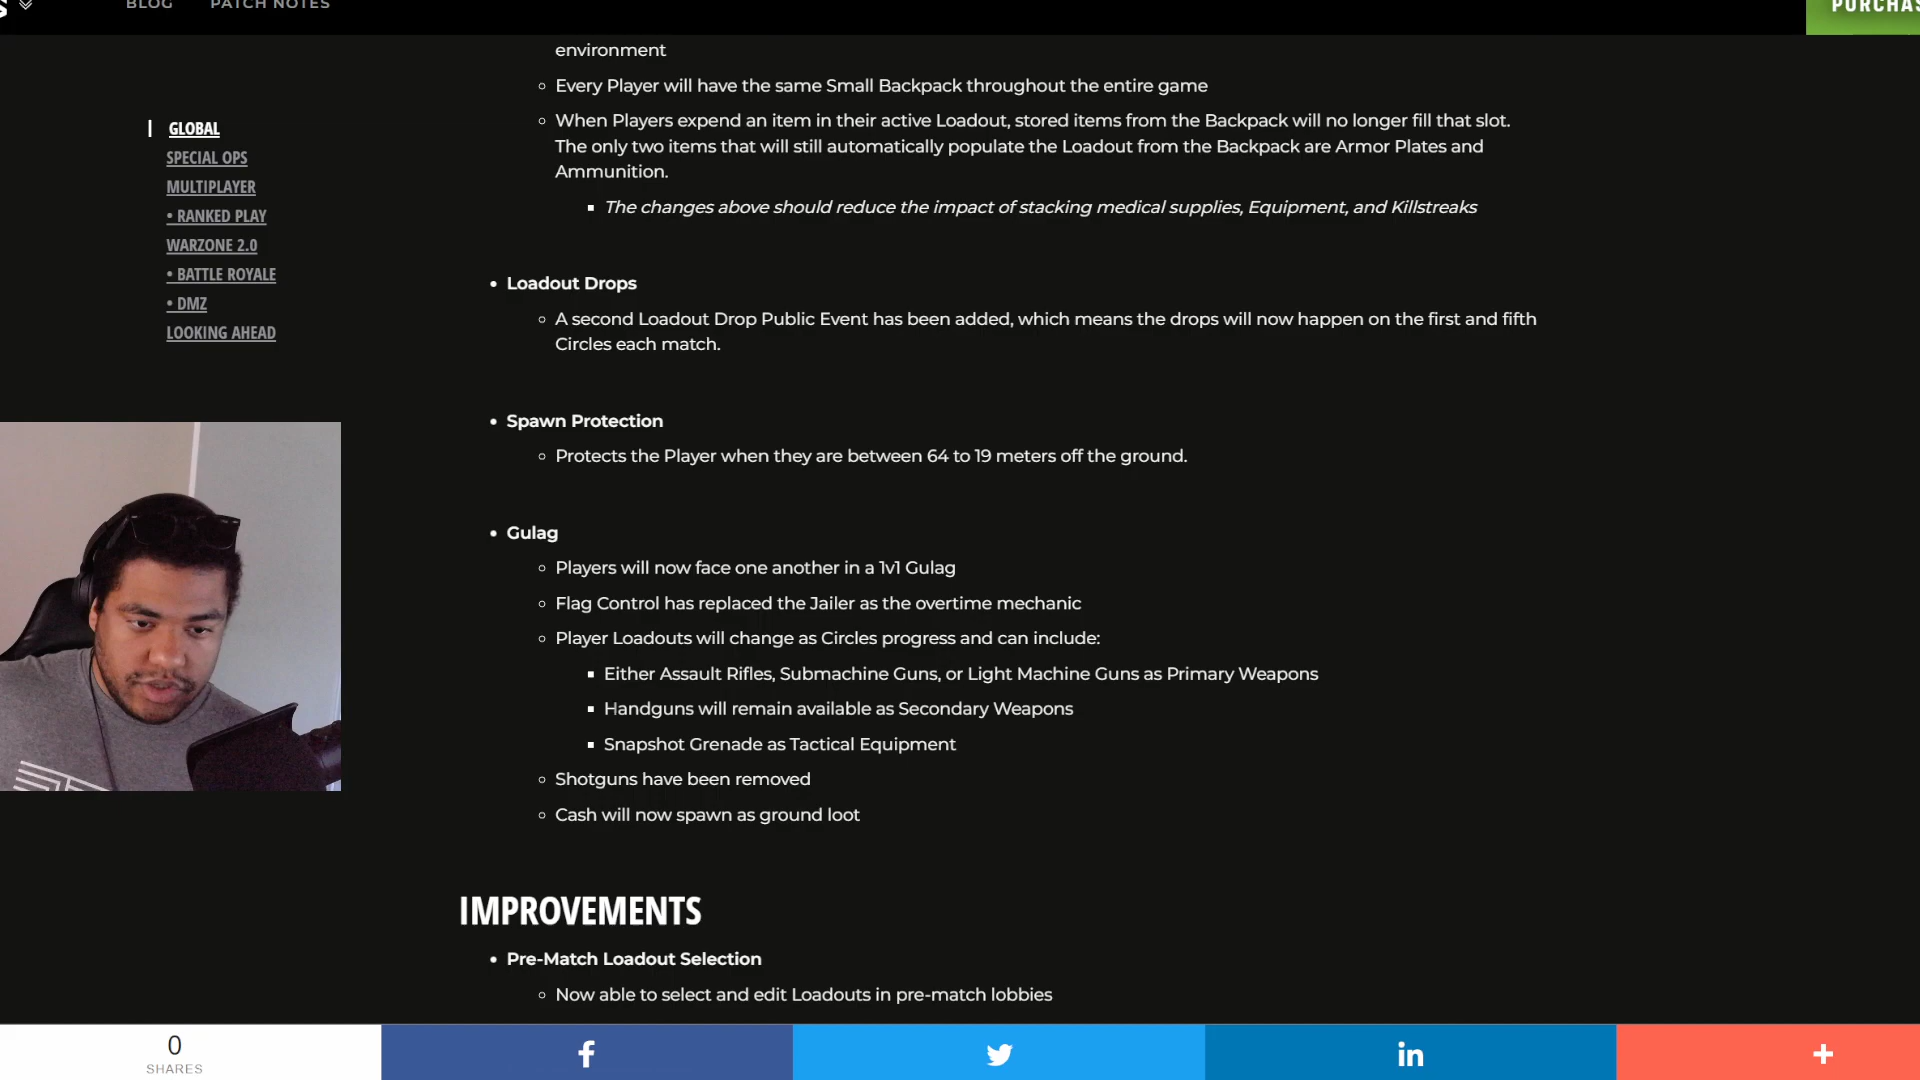 BLOG
PATCH NOTES
environment
◦ Every Player will have the same Small Backpack throughout the entire game
◦ When Players expend an item in their active Loadout, stored items from the Backpack will no longer fill that slot.
The only two items that will still automatically populate the Loadout from the Backpack are Armor Plates and
Ammunition.
▪ The changes above should reduce the impact of stacking medical supplies, Equipment, and Killstreaks
• Loadout Drops
◦ A second Loadout Drop Public Event has been added, which means the drops will now happen on the first and fifth
Circles each match.
• Spawn Protection
◦ Protects the Player when they are between 64 to 19 meters off the ground.
• Gulag
◦ Players will now face one another in a 1v1 Gulag
◦ Flag Control has replaced the Jailer as the overtime mechanic
◦ Player Loadouts will change as Circles progress and can include:
▪ Either Assault Rifles, Submachine Guns, or Light Machine Guns as Primary Weapons
▪ Handguns will remain available as Secondary Weapons
▪ Snapshot Grenade as Tactical Equipment
◦ Shotguns have been removed
◦ Cash will now spawn as ground loot
IMPROVEMENTS
• Pre-Match Loadout Selection
◦ Now able to select and edit Loadouts in pre-match lobbies
GLOBAL
SPECIAL OPS
MULTIPLAYER
• RANKED PLAY
WARZONE 2.0
• BATTLE ROYALE
• DMZ
LOOKING AHEAD
0
SHARES